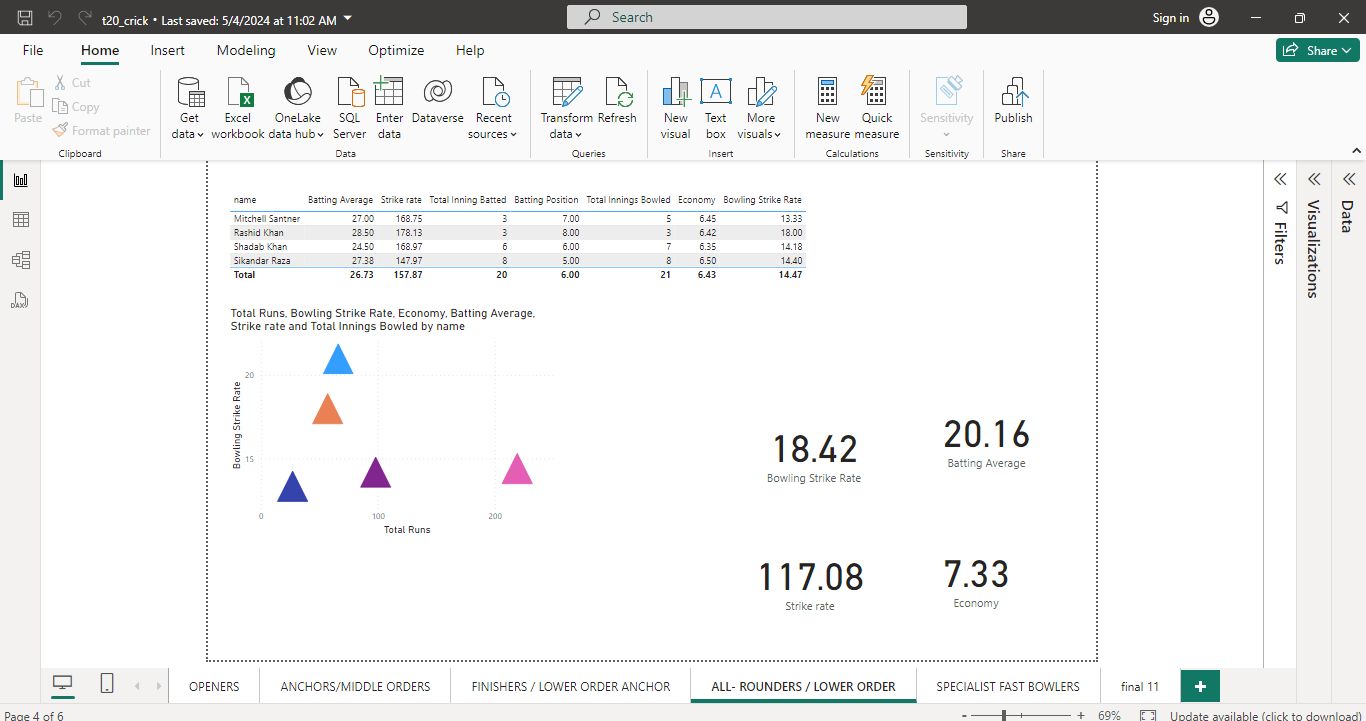 t20_crick • Last saved: 5/4/2024 at 11:02 AM
Search
Sign in
File Home Insert Modeling View Optimize Help
Share
Paste
Cut
Copy
Format painter
Clipboard
Get data
Excel workbook
OneLake data hub
SQL Server
Enter data
Dataverse
Recent sources
Data
Transform data
Refresh
Queries
New visual
Text box
More visuals
Insert
New measure
Quick measure
Calculations
Sensitivity
Sensitivity
Publish
Share
name Batting Average Strike rate Total Inning Batted Batting Position Total Innings Bowled Economy Bowling Strike Rate
Mitchell Santner 27.00 168.75 3 7.00 5 6.45 13.33
Rashid Khan 28.50 178.13 3 8.00 3 6.42 18.00
Shadab Khan 24.50 168.97 6 6.00 7 6.35 14.18
Sikandar Raza 27.38 147.97 8 5.00 8 6.50 14.40
Total 26.73 157.87 20 6.00 21 6.43 14.47
Total Runs, Bowling Strike Rate, Economy, Batting Average,
Strike rate and Total Innings Bowled by name
Bowling Strike Rate
20
15
0 100 200
Total Runs
18.42
Bowling Strike Rate
20.16
Batting Average
117.08
Strike rate
7.33
Economy
Filters
Visualizations
Data
DAX
OPENERS
ANCHORS/MIDDLE ORDERS
FINISHERS / LOWER ORDER ANCHOR
ALL- ROUNDERS / LOWER ORDER
SPECIALIST FAST BOWLERS
final 11
+
Page 4 of 6
- + 69%
Update available (click to download)